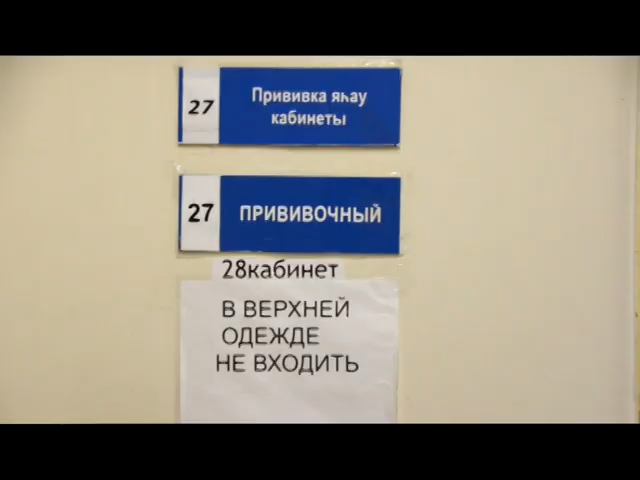 27
Прививка яһау
кабинеты
27
ПРИВИВОЧНЫЙ
28кабинет
В ВЕРХНЕЙ
ОДЕЖДЕ
НЕ ВХОДИТЬ